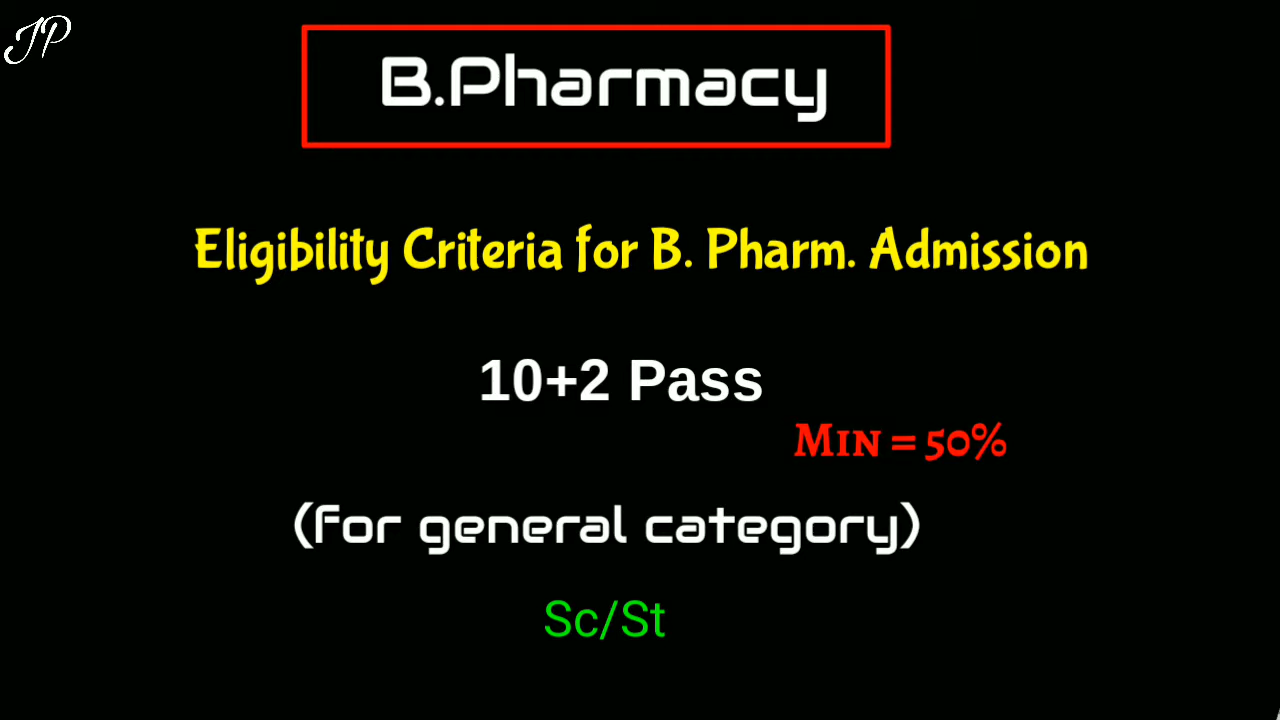 JP
B.Pharmacy
Eligibility Criteria for B. Pharm. Admission
10+2 Pass
Min = 50%
(for general category)
Sc/St